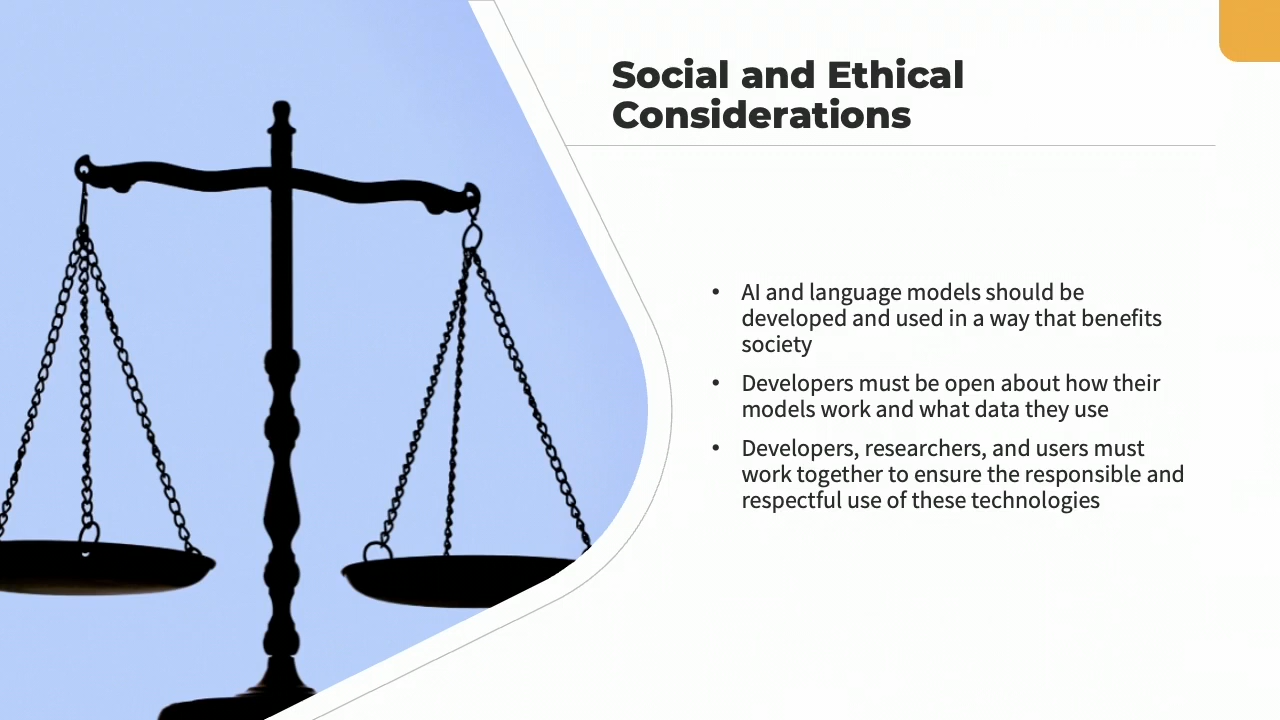 Social and Ethical
Considerations
• AI and language models should be
developed and used in a way that benefits
society
• Developers must be open about how their
models work and what data they use
• Developers, researchers, and users must
work together to ensure the responsible and
respectful use of these technologies